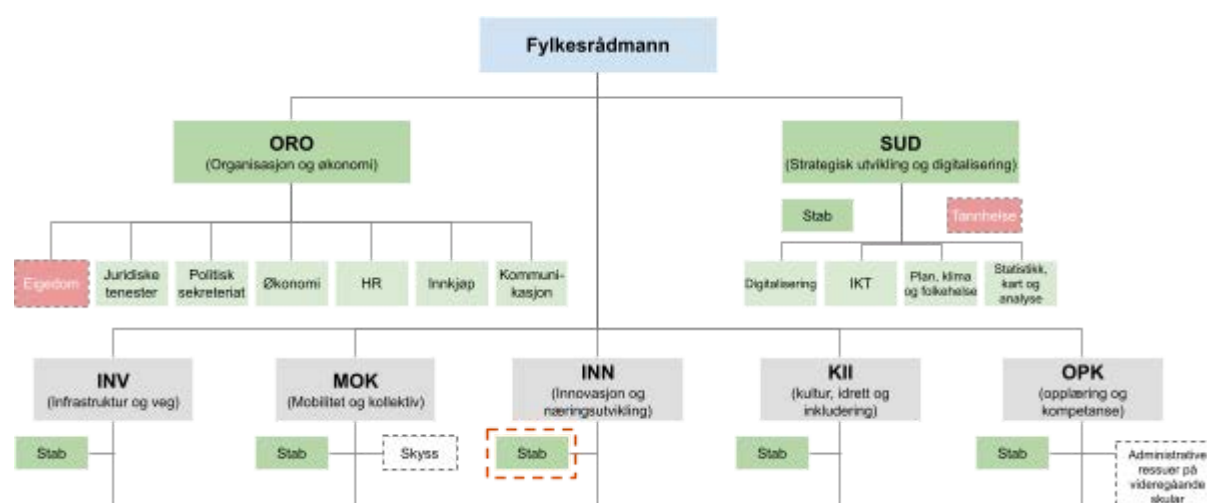 Fylkesrådmann
ORO
(Organisasjon og økonomi)
SUD
(Strategisk utvikling og digitalisering)
Stab
Tannhelse
Eigedom
Juridiske
tenester
Politisk
sekretariat
Økonomi
HR
Innkjøp
Kommuni-
kasjon
Digitalisering
IKT
Plan, klima
og folkehelse
Statistikk,
kart og
analyse
INV
(Infrastruktur og veg)
MOK
(Mobilitet og kollektiv)
INN
(Innovasjon og
næringsutvikling)
KII
(kultur, idrett og
inkludering)
OPK
(opplæring og
kompetanse)
Stab
Stab
Skyss
Stab
Stab
Stab
Administrative
ressuer på
videregåande
skular